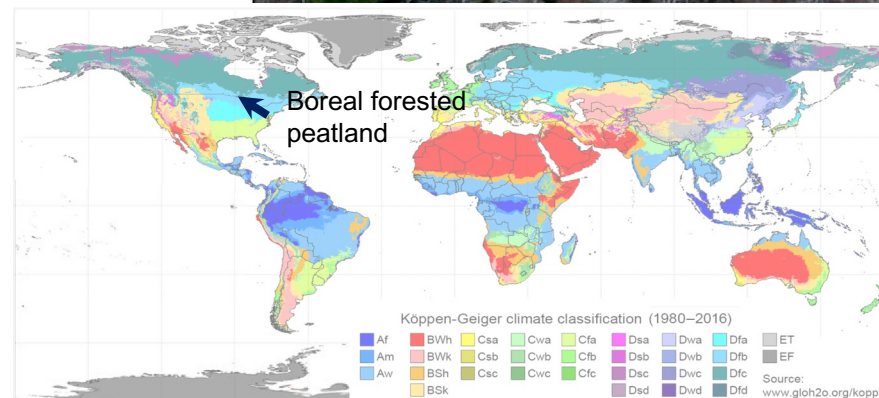 Boreal forested
peatland
Köppen-Geiger climate classification (1980–2016)
Af BWh Csa Cwa Cfa Dsa Dwa Dfa ET
Am BWk Csb Cwb Cfb Dsb Dwb Dfb EF
Aw BSh Csc Cwc Cfc Dsc Dwc Dfc
BSk Dsd Dwd Dfd
Source:
www.gloh2o.org/kopp